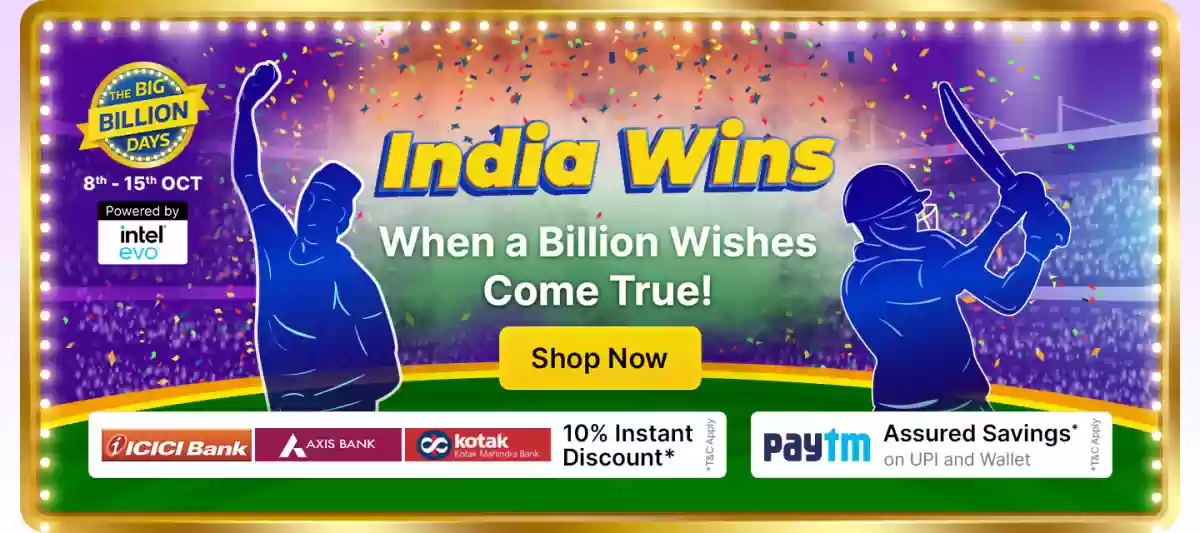 THE BIG
BILLION
DAYS
8th - 15th OCT
Powered by
intel
evo
India Wins
When a Billion Wishes
Come True!
Shop Now
ICICI Bank
AXIS BANK
kotak
Kotak Mahindra Bank
10% Instant
Discount*
*T&C Apply
paytm
Assured Savings*
on UPI and Wallet
*T&C Apply